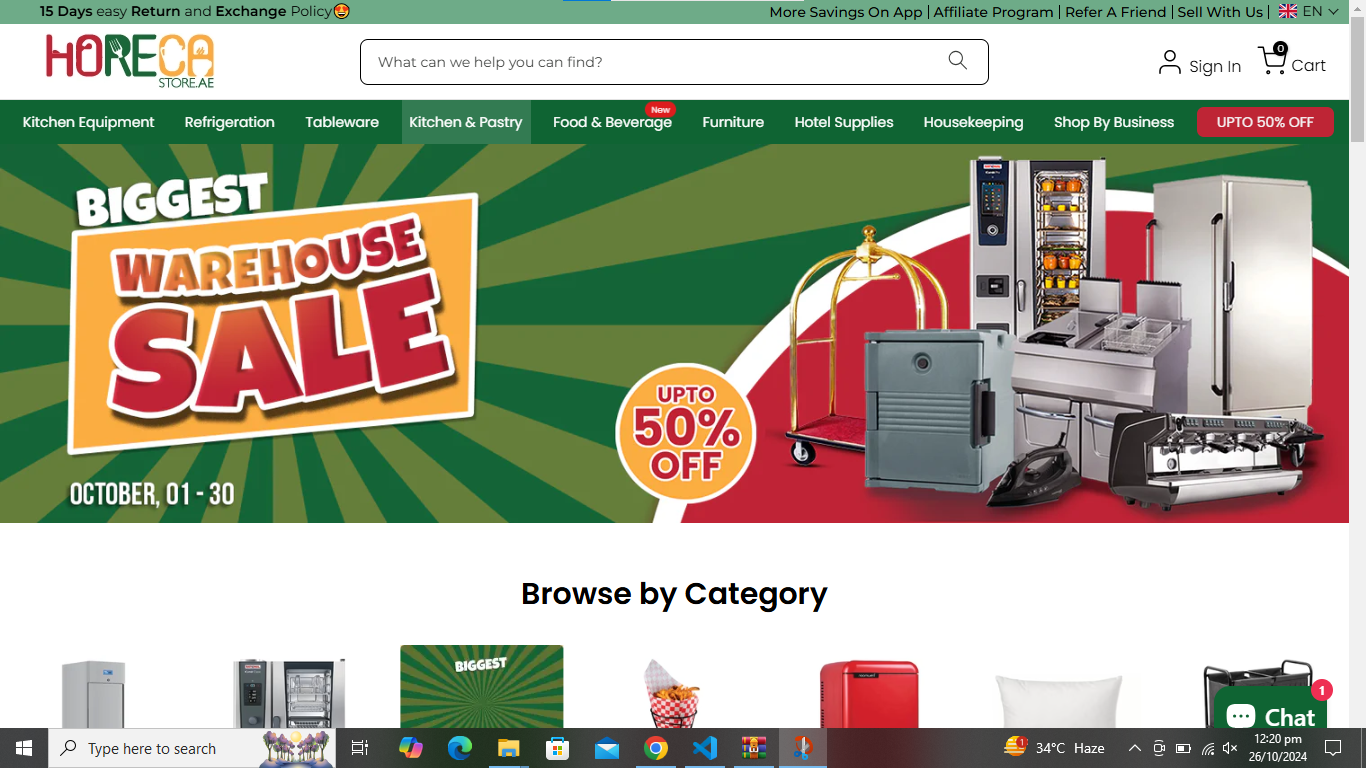 15 Days easy Return and Exchange Policy😍
More Savings On App | Affiliate Program | Refer A Friend | Sell With Us | EN
HORECA
STORE.AE
What can we help you can find?
Sign In
0
Cart
Kitchen Equipment
Refrigeration
Tableware
Kitchen & Pastry
New
Food & Beverage
Furniture
Hotel Supplies
Housekeeping
Shop By Business
UPTO 50% OFF
BIGGEST
WAREHOUSE
SALE
OCTOBER, 01 - 30
UPTO
50%
OFF
Browse by Category
BIGGEST
1
Chat
Type here to search
1
34°C Haze
12:20 pm
26/10/2024